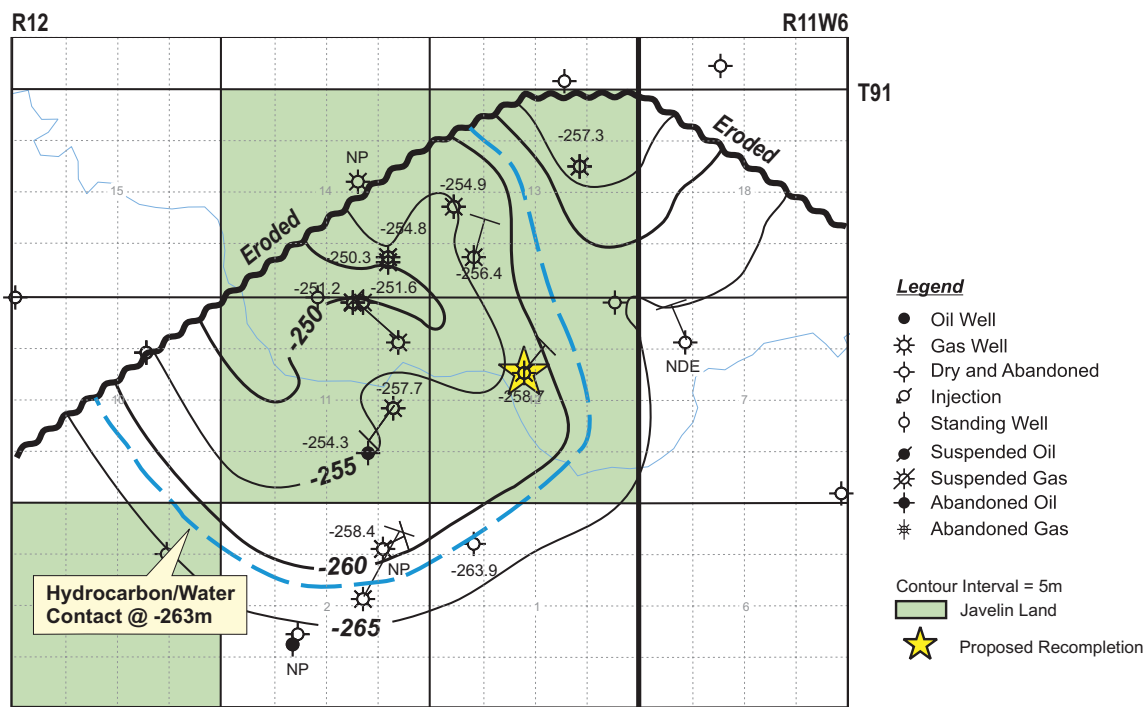 R12
R11W6
T91
Eroded
-257.3
NP
-254.9
15
14
13
18
-254.8
Eroded
-250.3
-256.4
-251.2
-251.6
-250
NDE
-257.7
-258.7
10
11
12
7
-254.3
-255
-258.4
NP
-263.9
-260
Hydrocarbon/Water
Contact @ -263m
2
1
6
-265
NP
Legend
Oil Well
Gas Well
Dry and Abandoned
Injection
Standing Well
Suspended Oil
Suspended Gas
Abandoned Oil
Abandoned Gas
Contour Interval = 5m
Javelin Land
Proposed Recompletion